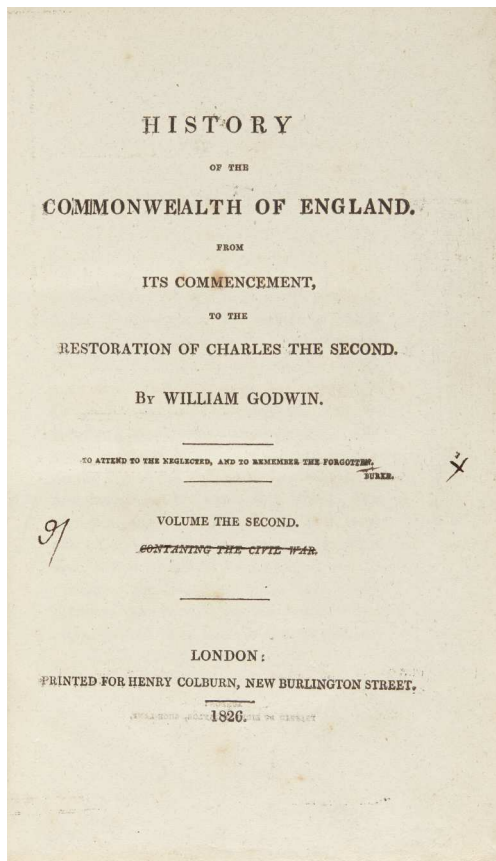 HISTORY
OF THE
COMMONWEALTH OF ENGLAND.
FROM
ITS COMMENCEMENT,
TO THE
RESTORATION OF CHARLES THE SECOND.
By WILLIAM GODWIN.
TO ATTEND TO THE NEGLECTED, AND TO REMEMBER THE FORGOTTEN.
BURKE.
VOLUME THE SECOND.
CONTANING THE CIVIL WAR.
LONDON:
PRINTED FOR HENRY COLBURN, NEW BURLINGTON STREET.
1826.